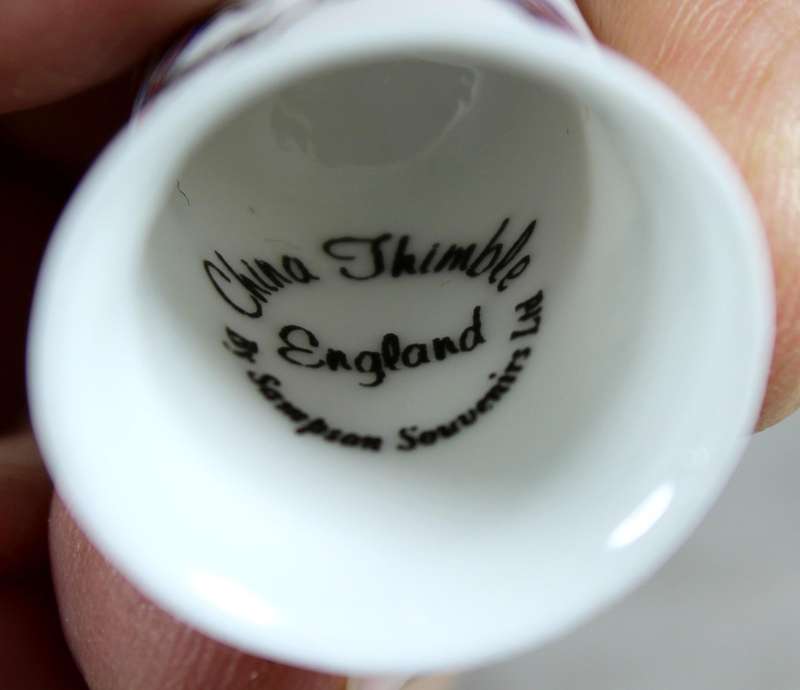 China Thimble
England
St Sampson Souvenirs Ltd